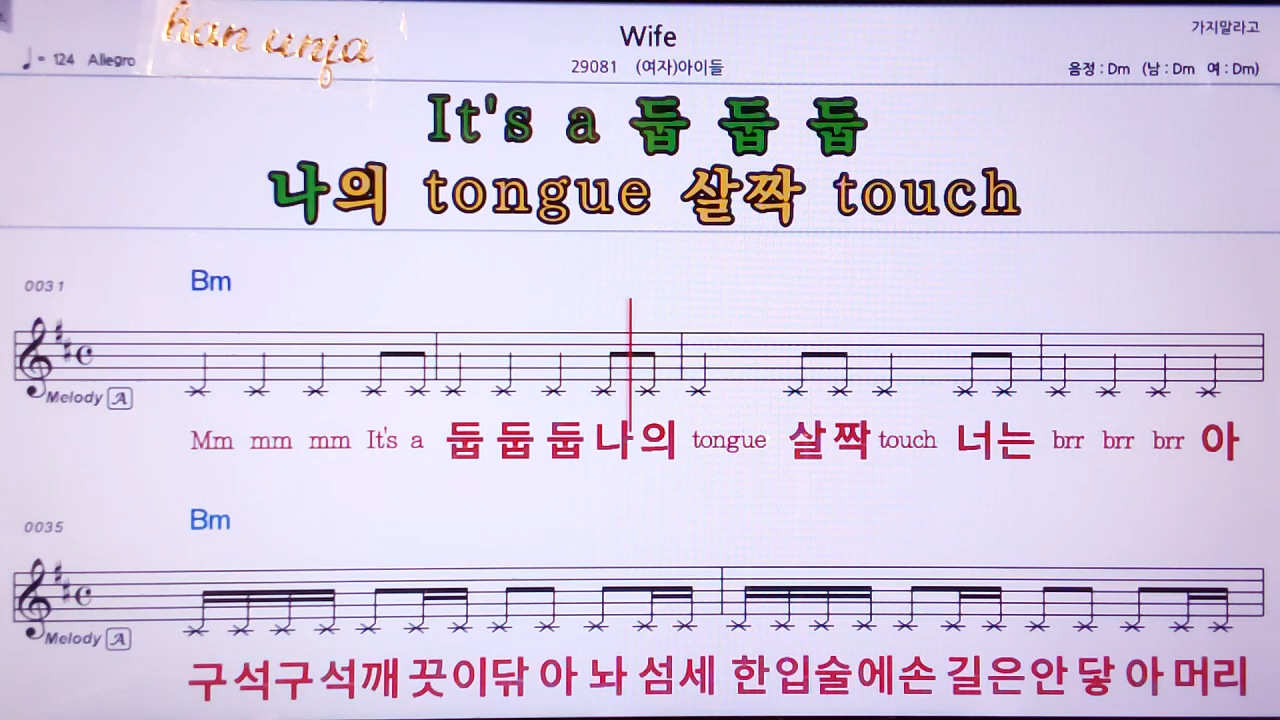 han unja
Wife
가지말라고
♩= 124 Allegro
29081 (여자)아이들
음정 : Dm (남 : Dm 여 : Dm)
It's a 둡 둡 둡
나의 tongue 살짝 touch
0031
Bm
Melody A
Mm mm mm It's a 둡 둡 둡 나 의 tongue 살 짝 touch 너는 brr brr brr 아
0035
Bm
Melody A
구석구석깨끗이닦 아 놔 섬세 한입술에손 길은안 닿 아 머리